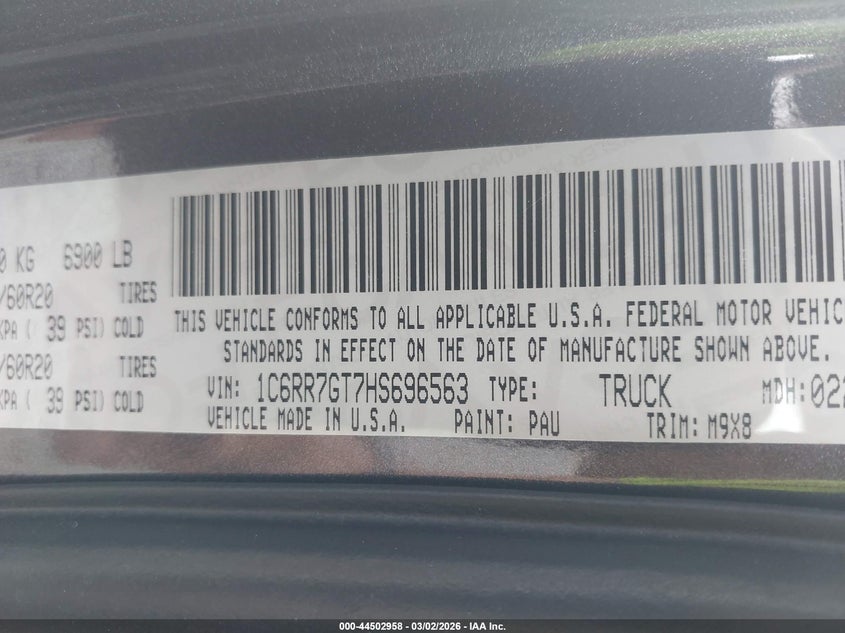 0 KG 6900 LB
/60R20 TIRES
KPA ( 39 PSI) COLD
/60R20 TIRES
KPA ( 39 PSI) COLD
THIS VEHICLE CONFORMS TO ALL APPLICABLE U.S.A. FEDERAL MOTOR VEHIC
STANDARDS IN EFFECT ON THE DATE OF MANUFACTURE SHOWN ABOVE.
VIN: 1C6RR7GT7HS696563 TYPE: TRUCK MDH:022
VEHICLE MADE IN U.S.A. PAINT: PAU TRIM: M9X8
000-44502958 - 03/02/2026 - IAA Inc.